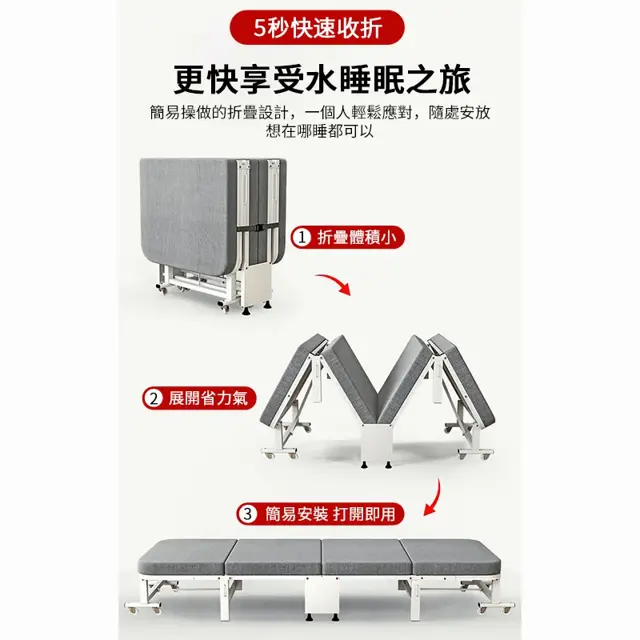 5秒快速收折
更快享受水睡眠之旅
簡易操做的折疊設計，一個人輕鬆應對，隨處安放
想在哪睡都可以
1 折疊體積小
2 展開省力氣
3 簡易安裝 打開即用